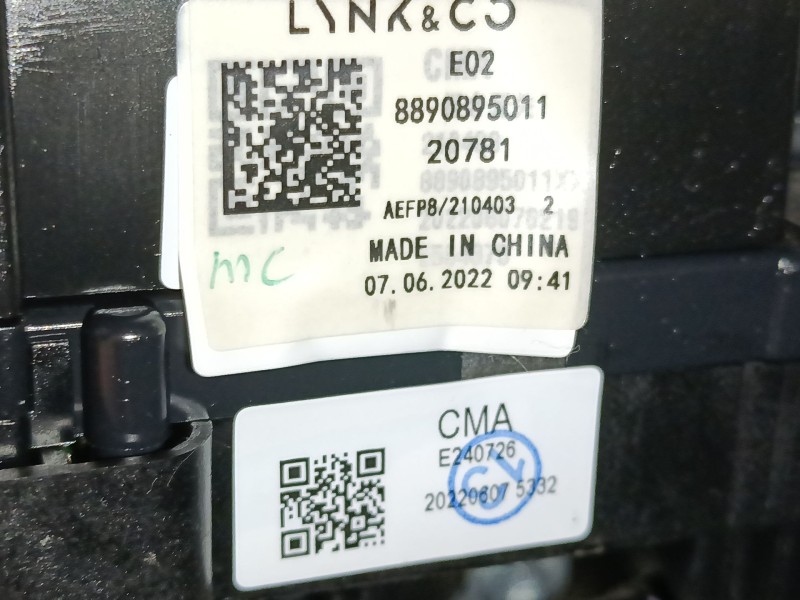 LYNK&CO
E02
8890895011
20781
AEFP8/210403 2
MADE IN CHINA
07.06.2022 09:41
mc
CMA
E240726
CY
20220607 5332